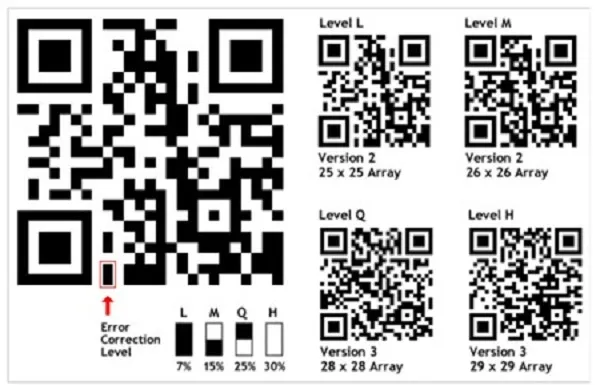 Level L
Version 2
25 x 25 Array
Level M
Version 2
26 x 26 Array
Level Q
Version 3
28 x 28 Array
Level H
Version 3
29 x 29 Array
Error
Correction
Level
L M Q H
7% 15% 25% 30%